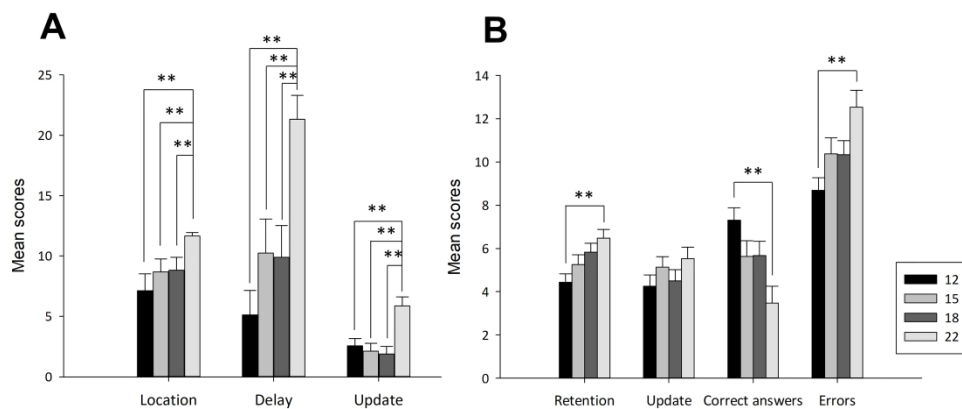 A
Mean scores
25
20
15
10
5
0
**
**
**
**
**
**
**
**
**
Location
Delay
Update
B
Mean scores
14
12
10
8
6
4
2
0
**
**
**
Retention
Update
Correct answers
Errors
12
15
18
22